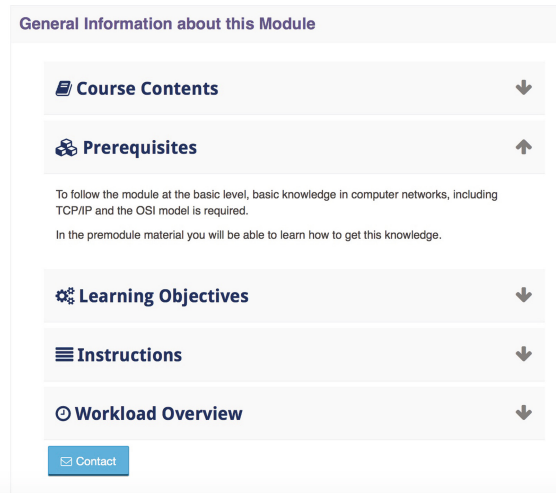 General Information about this Module
Course Contents
Prerequisites
To follow the module at the basic level, basic knowledge in computer networks, including
TCP/IP and the OSI model is required.
In the premodule material you will be able to learn how to get this knowledge.
Learning Objectives
Instructions
Workload Overview
Contact